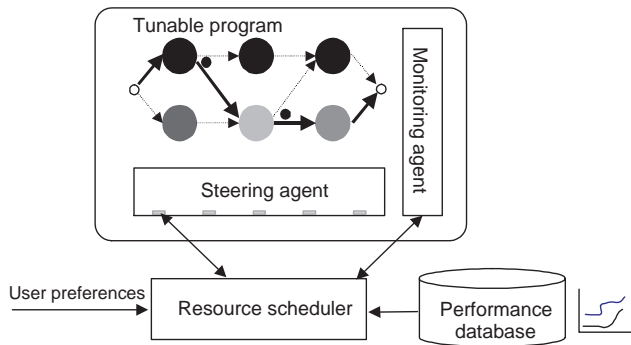 Tunable program
Monitoring agent
Steering agent
User preferences
Resource scheduler
Performance
database